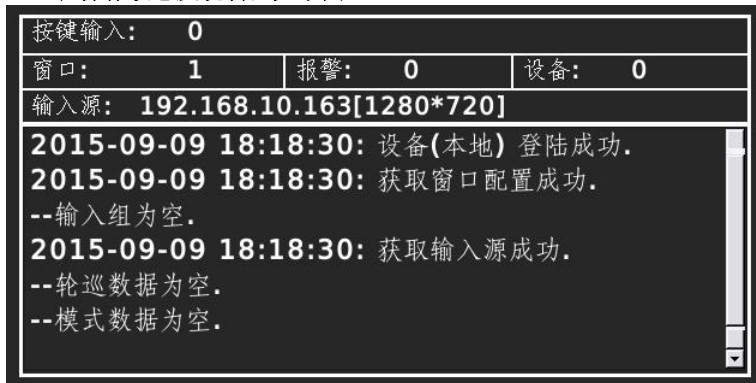 按键输入: 0
窗口: 1 报警: 0 设备: 0
输入源: 192.168.10.163[1280*720]
2015-09-09 18:18:30: 设备(本地) 登陆成功.
2015-09-09 18:18:30: 获取窗口配置成功.
--输入组为空.
2015-09-09 18:18:30: 获取输入源成功.
--轮巡数据为空.
--模式数据为空.